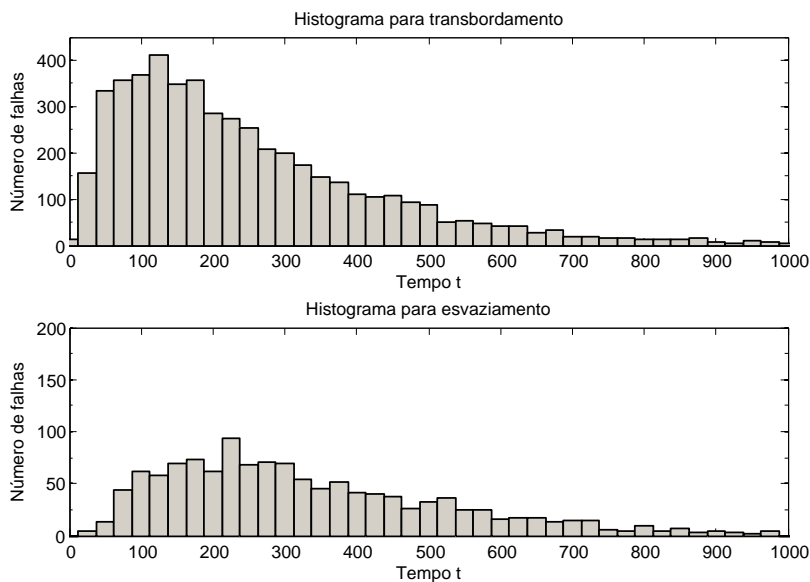 Histograma para transbordamento
Número de falhas
400
300
200
100
0
0 100 200 300 400 500 600 700 800 900 1000
Tempo t
Histograma para esvaziamento
Número de falhas
200
150
100
50
0
0 100 200 300 400 500 600 700 800 900 1000
Tempo t